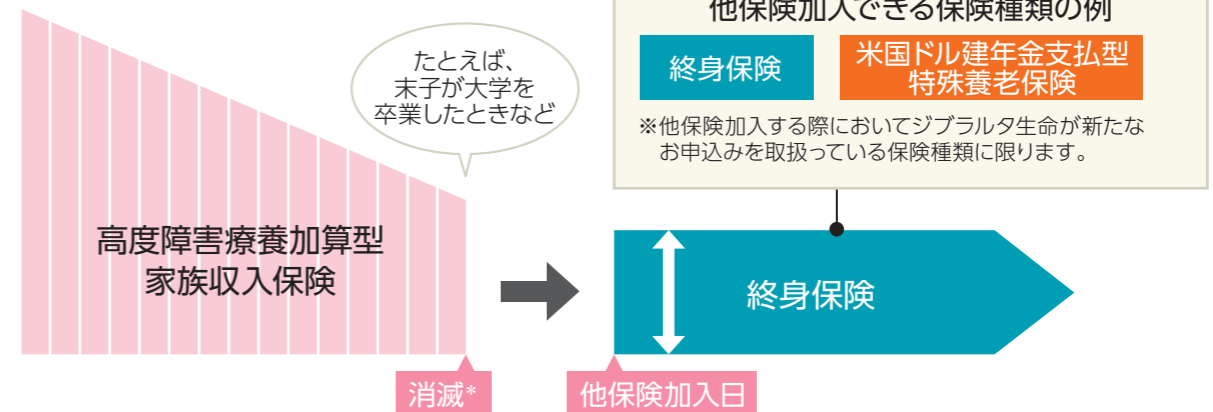 他保険加入できる保険種類の例
終身保険
米国ドル建年金支払型
特殊養老保険
※他保険加入する際においてジブラルタ生命が新たな
お申込みを取扱っている保険種類に限ります。
たとえば、
末子が大学を
卒業したときなど
高度障害療養加算型
家族収入保険
終身保険
消滅*
他保険加入日